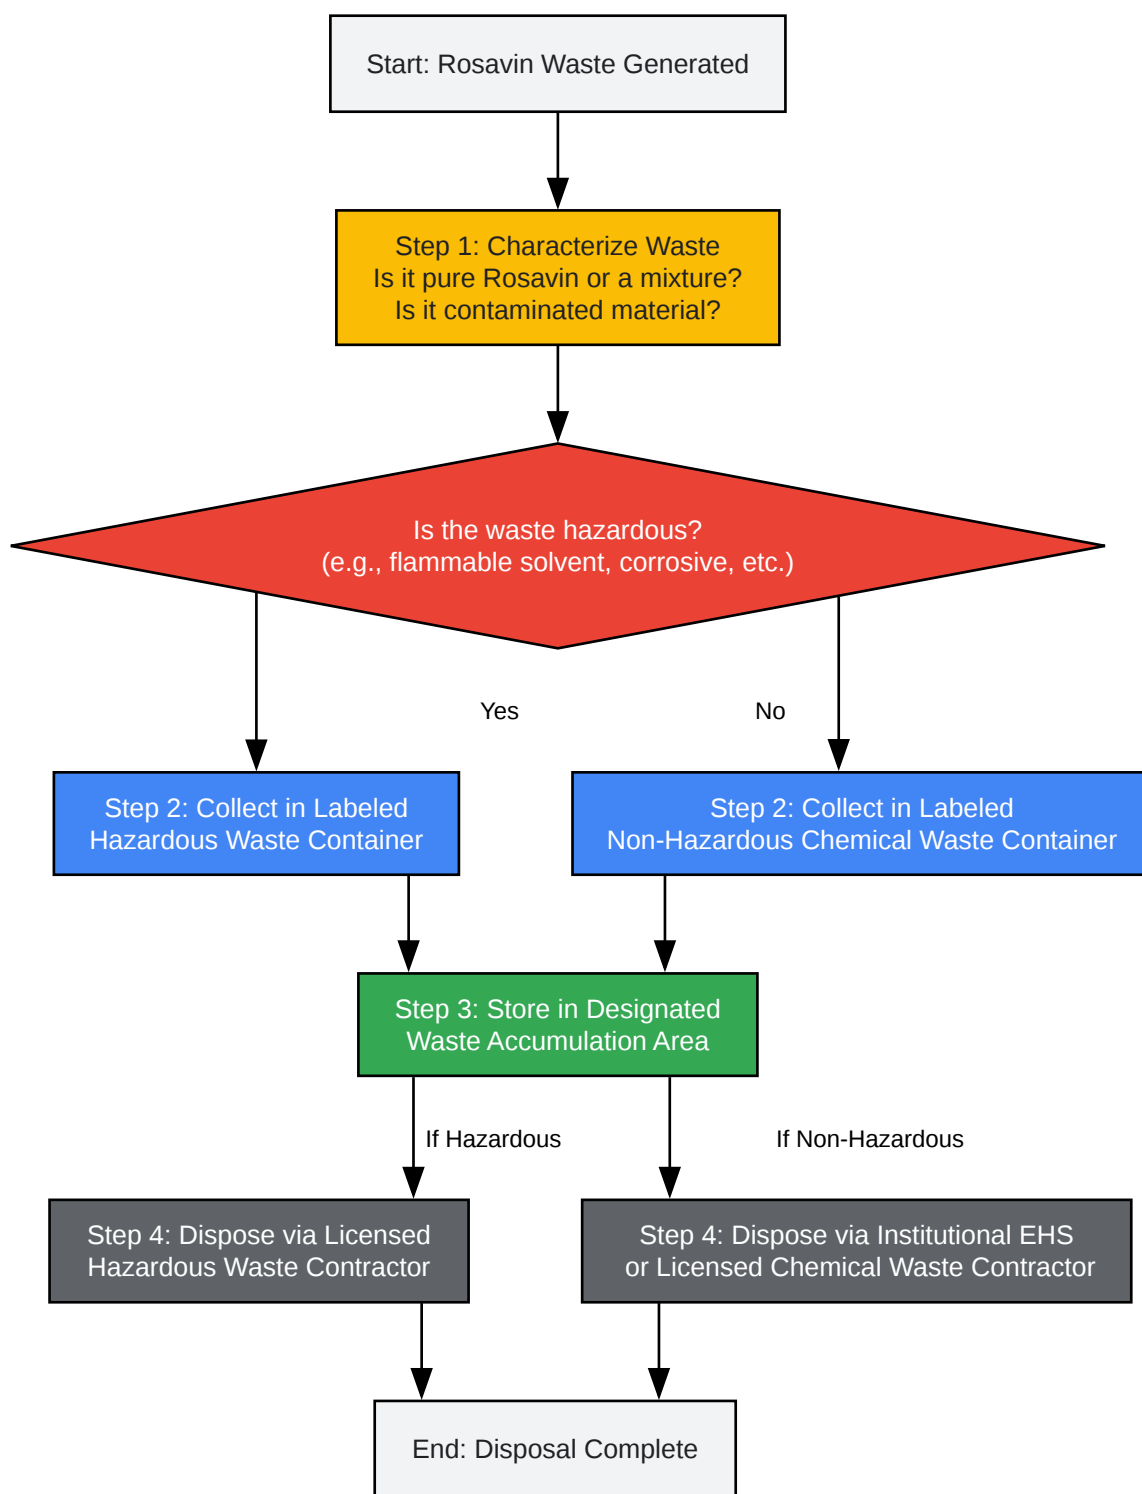 Start: Rosavin Waste Generated
Step 1: Characterize Waste
Is it pure Rosavin or a mixture?
Is it contaminated material?
Is the waste hazardous?
(e.g., flammable solvent, corrosive, etc.)
Yes
No
Step 2: Collect in Labeled
Hazardous Waste Container
Step 2: Collect in Labeled
Non-Hazardous Chemical Waste Container
Step 3: Store in Designated
Waste Accumulation Area
If Hazardous
If Non-Hazardous
Step 4: Dispose via Licensed
Hazardous Waste Contractor
Step 4: Dispose via Institutional EHS
or Licensed Chemical Waste Contractor
End: Disposal Complete